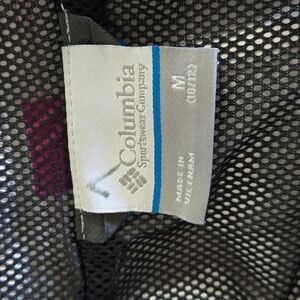 Columbia
Sportswear Company
M
(10/12)
MADE IN
VIETNAM